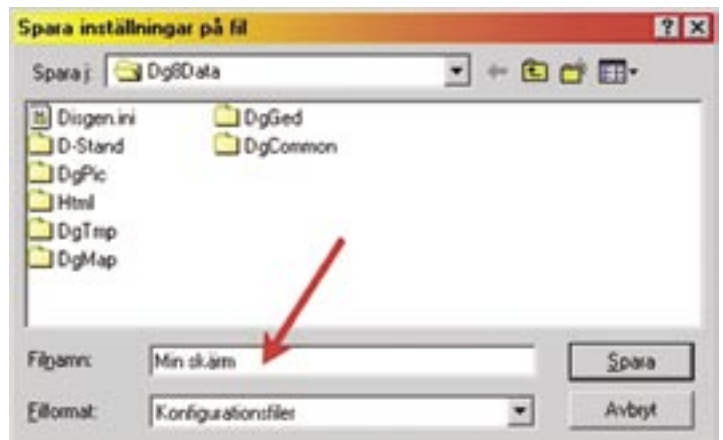 Spara inställningar på fil
Spara i: Dg8Data
Disgen.ini
D-Stand
DgPic
Html
DgTmp
DgMap
DgGed
DgCommon
Filnamn: Min skärm
Spara
Filformat: Konfigurationsfiler
Avbryt